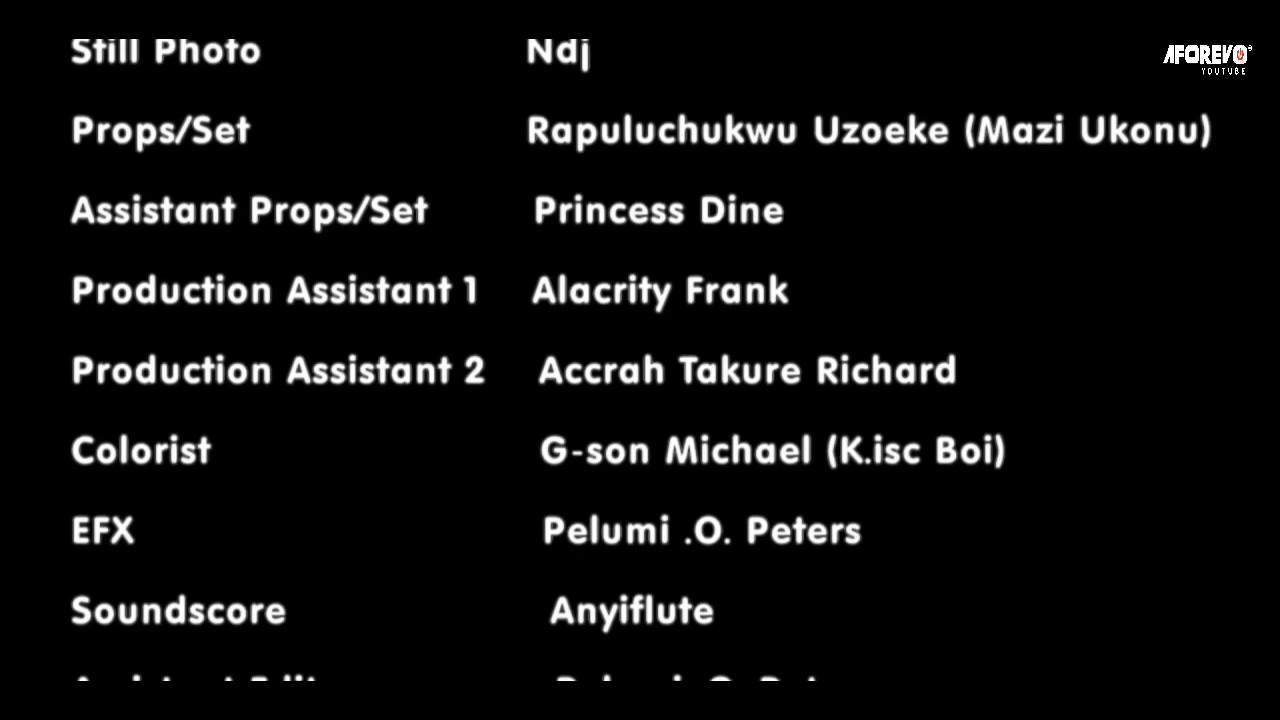 AFOREVO
YOUTUBE
Still Photo Ndj
Props/Set Rapuluchukwu Uzoeke (Mazi Ukonu)
Assistant Props/Set Princess Dine
Production Assistant 1 Alacrity Frank
Production Assistant 2 Accrah Takure Richard
Colorist G-son Michael (K.isc Boi)
EFX Pelumi .O. Peters
Soundscore Anyiflute